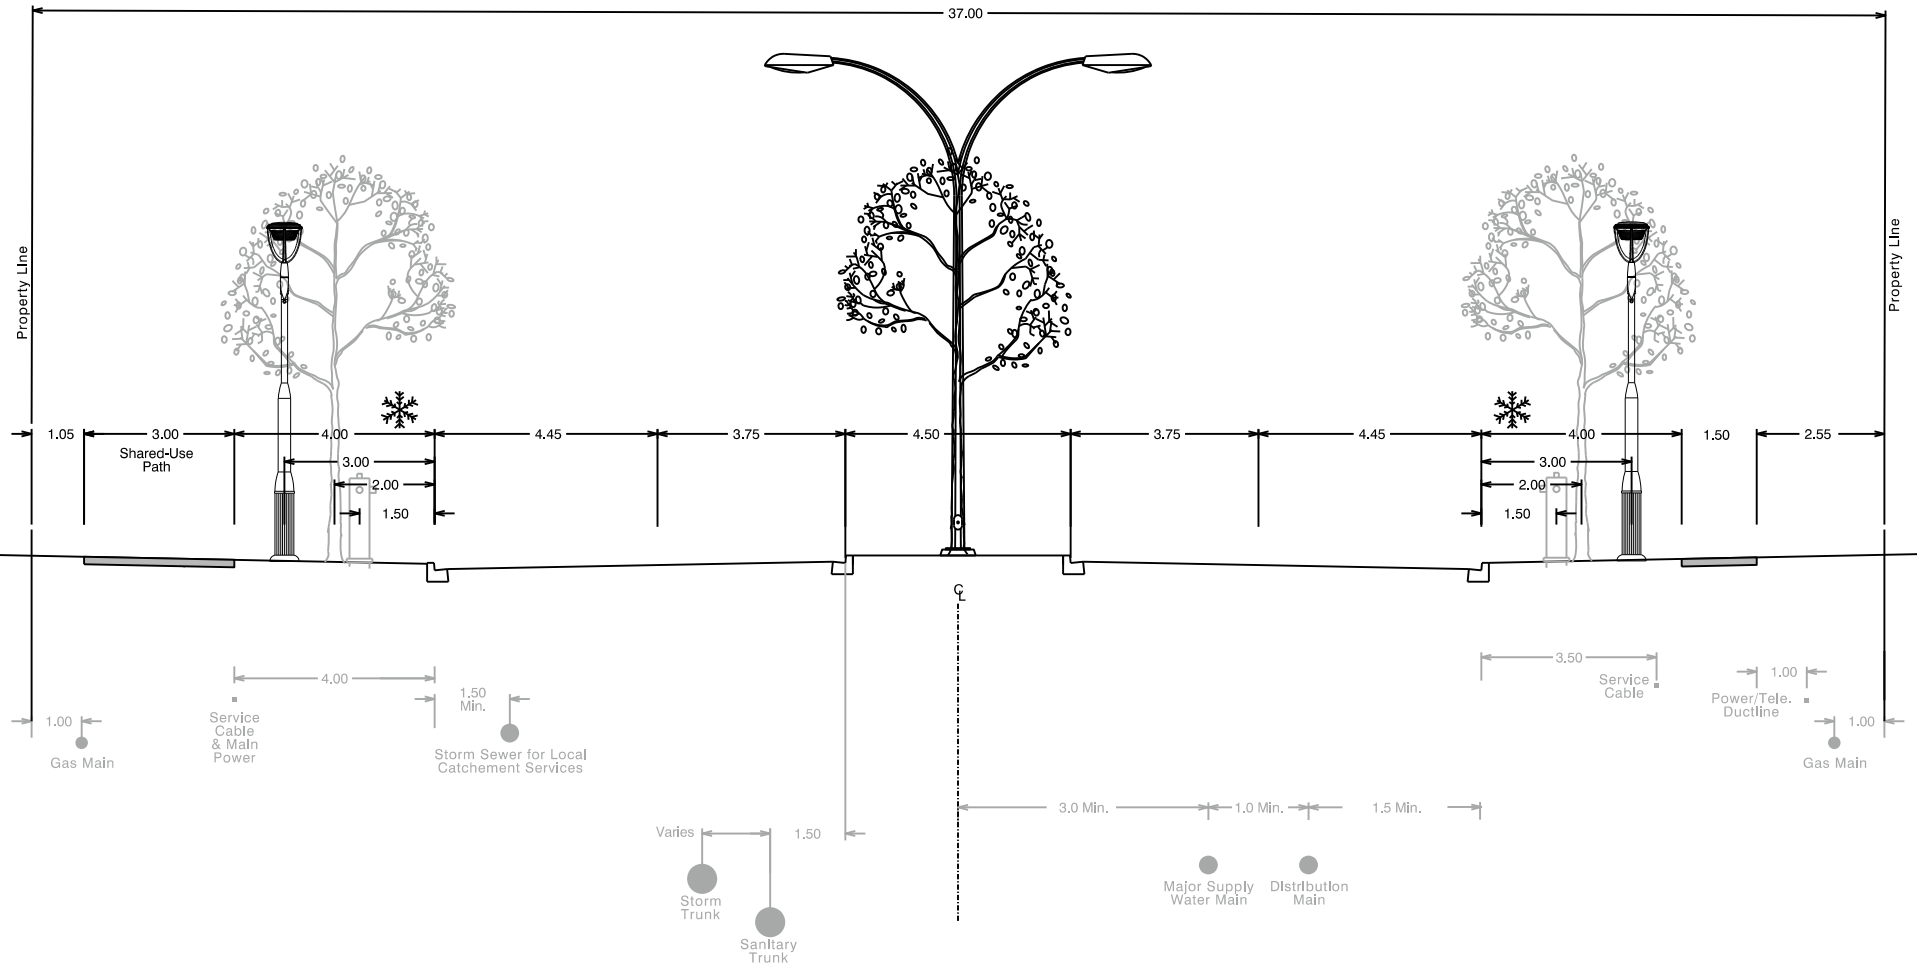 37.00
Property Line
Property Line
1.05
3.00
4.00
4.45
3.75
4.50
3.75
4.45
4.00
1.50
2.55
Shared-Use
Path
3.00
3.00
2.00
2.00
1.50
1.50
CL
4.00
1.50
Min.
3.50
1.00
Service
Cable
Power/Tele.
Ductline
1.00
1.00
Service
Cable
& Main
Power
Gas Main
Storm Sewer for Local
Catchement Services
Gas Main
3.0 Min.
1.0 Min.
1.5 Min.
Varies
1.50
Storm
Trunk
Sanitary
Trunk
Major Supply
Water Main
Distribution
Main